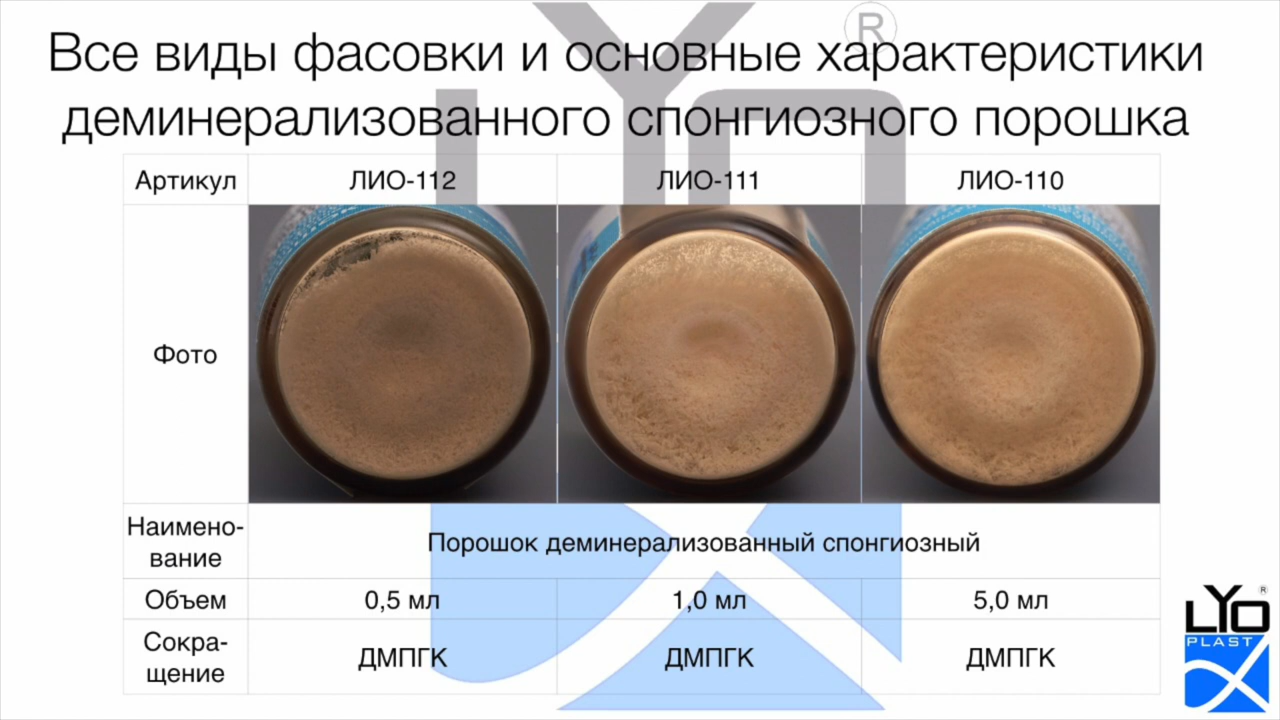 Все виды фасовки и основные характеристики
деминерализованного спонгиозного порошка
Артикул ЛИО-112 ЛИО-111 ЛИО-110
Фото
Наимено-
вание
Порошок деминерализованный спонгиозный
Объем 0,5 мл 1,0 мл 5,0 мл
Сокра-
щение
ДМПГК ДМПГК ДМПГК
LYO
PLAST
®